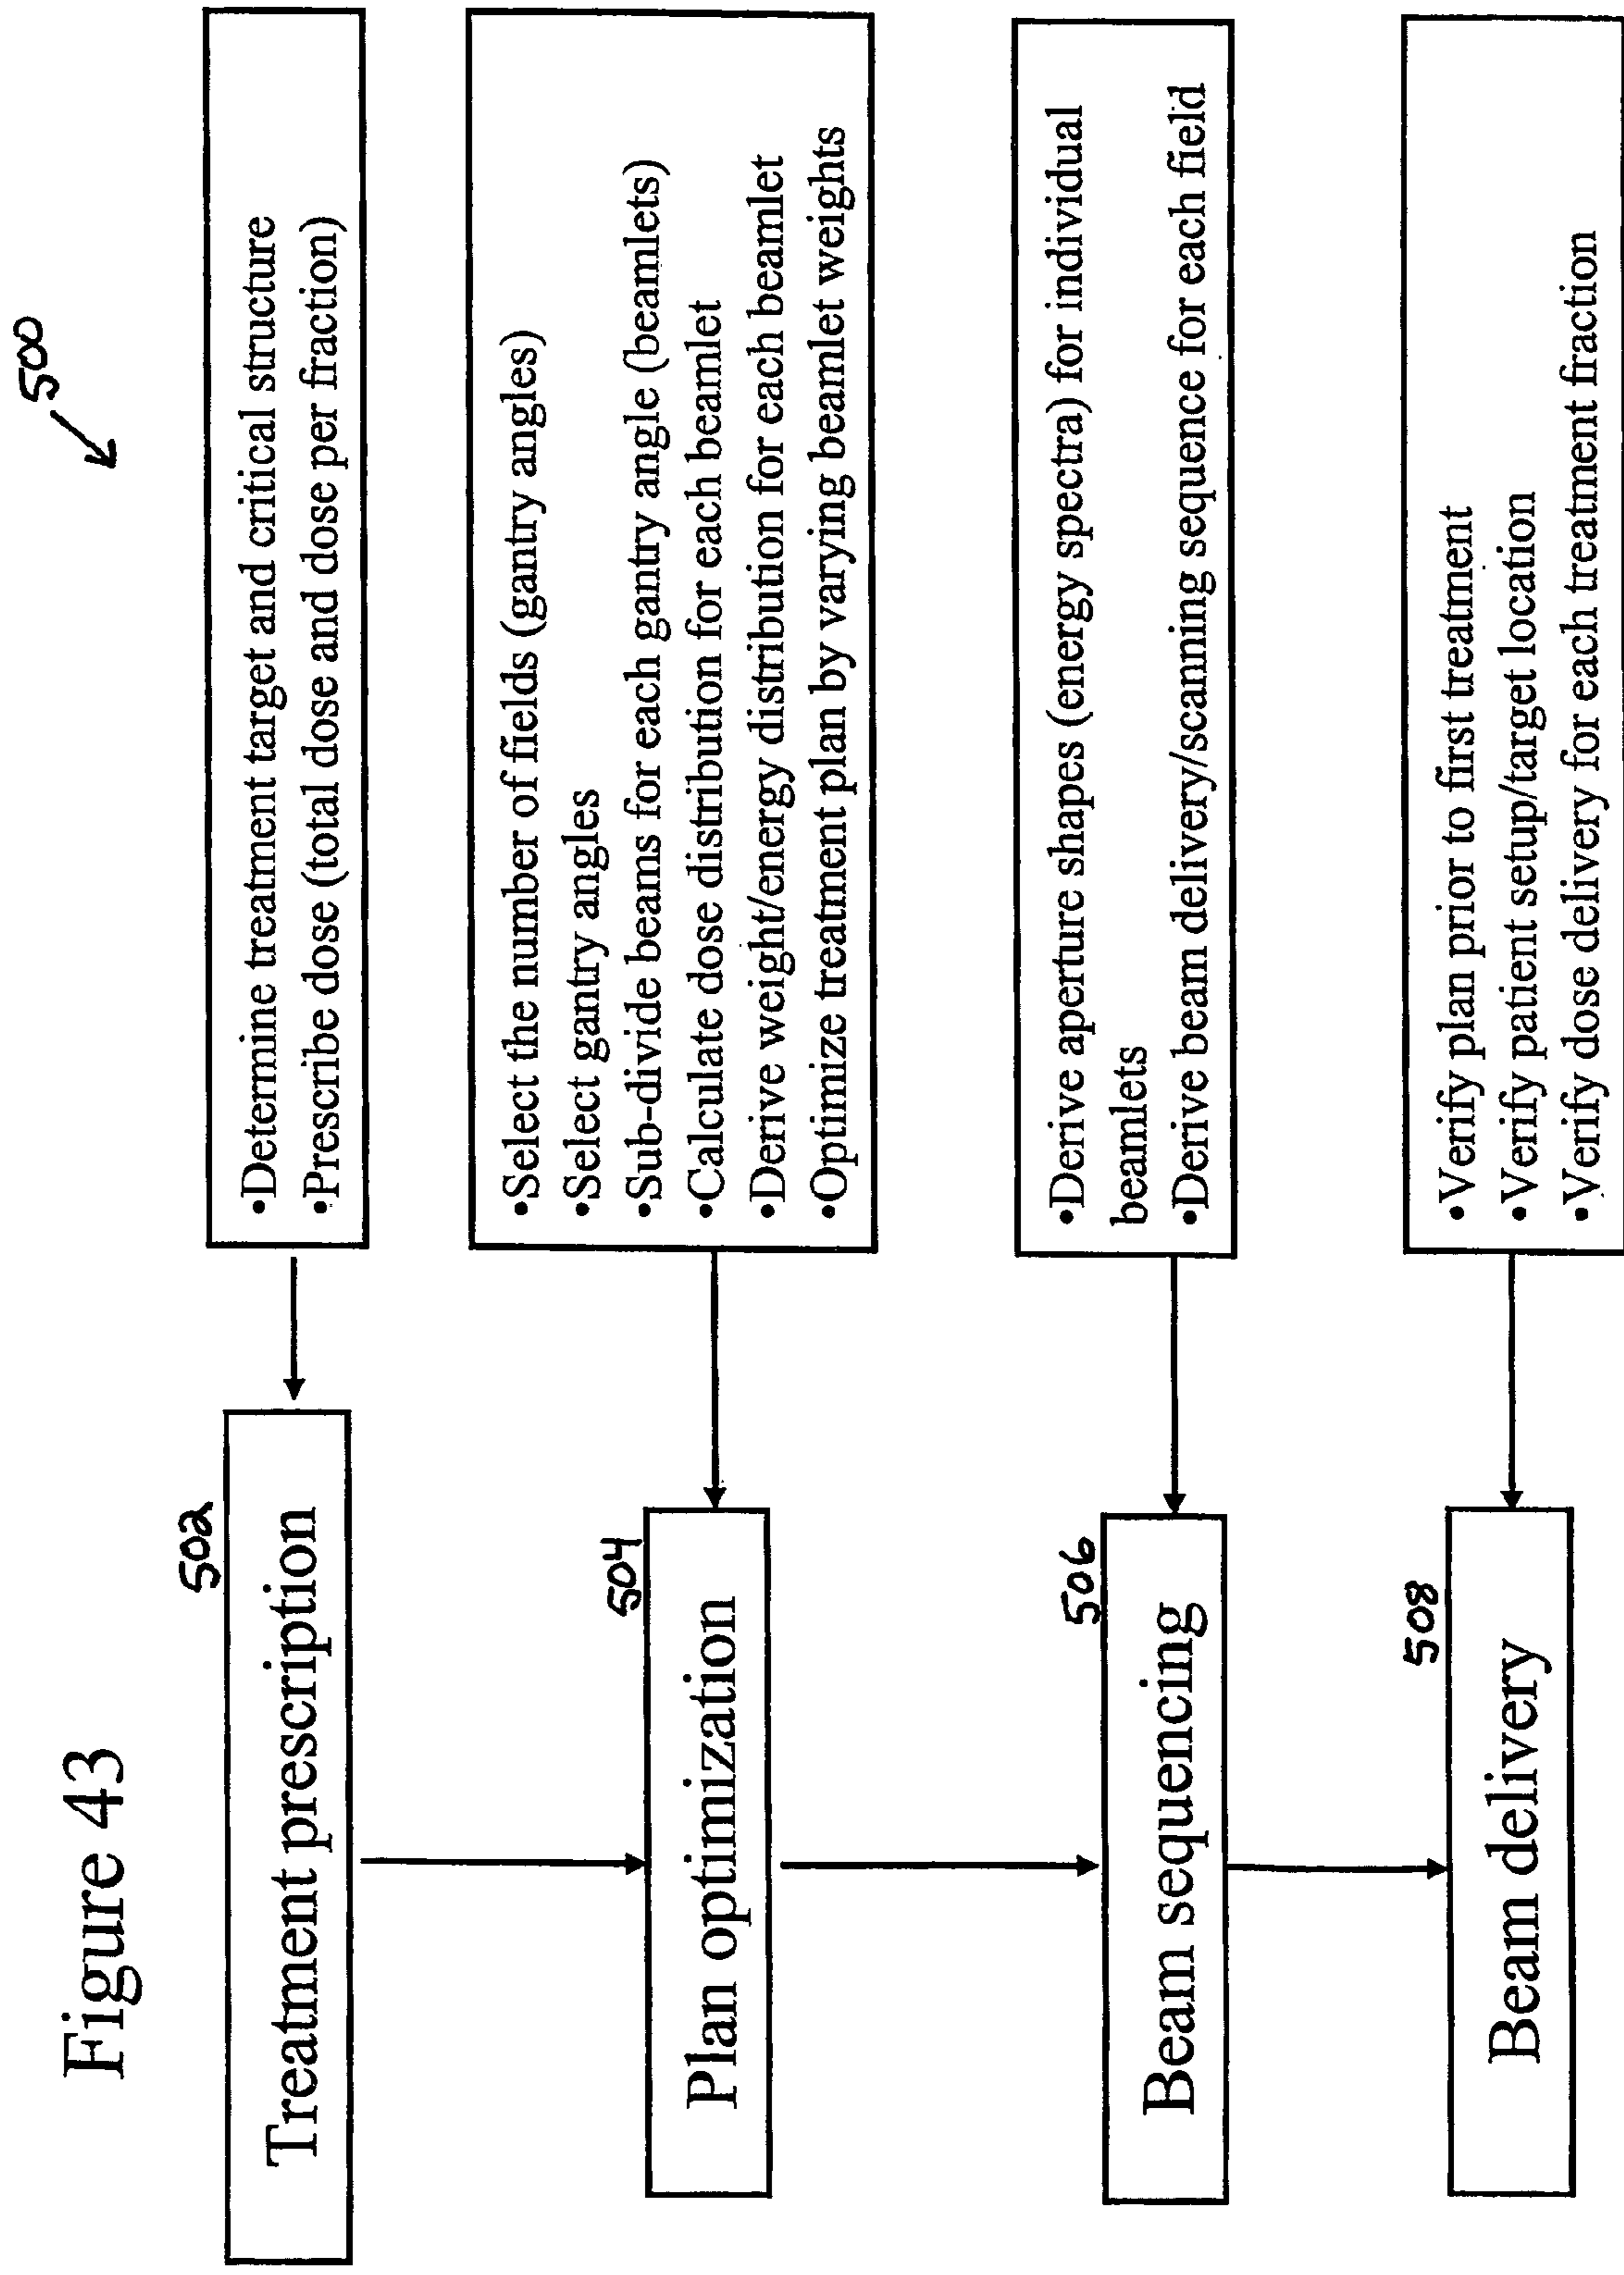 Figure 43
500
502
Treatment prescription
•Determine treatment target and critical structure
•Prescribe dose (total dose and dose per fraction)
504
Plan optimization
•Select the number of fields (gantry angles)
•Select gantry angles
•Sub-divide beams for each gantry angle (beamlets)
•Calculate dose distribution for each beamlet
•Derive weight/energy distribution for each beamlet
•Optimize treatment plan by varying beamlet weights
506
Beam sequencing
•Derive aperture shapes (energy spectra) for individual
beamlets
•Derive beam delivery/scanning sequence for each field
508
Beam delivery
• Verify plan prior to first treatment
• Verify patient setup/target location
• Verify dose delivery for each treatment fraction